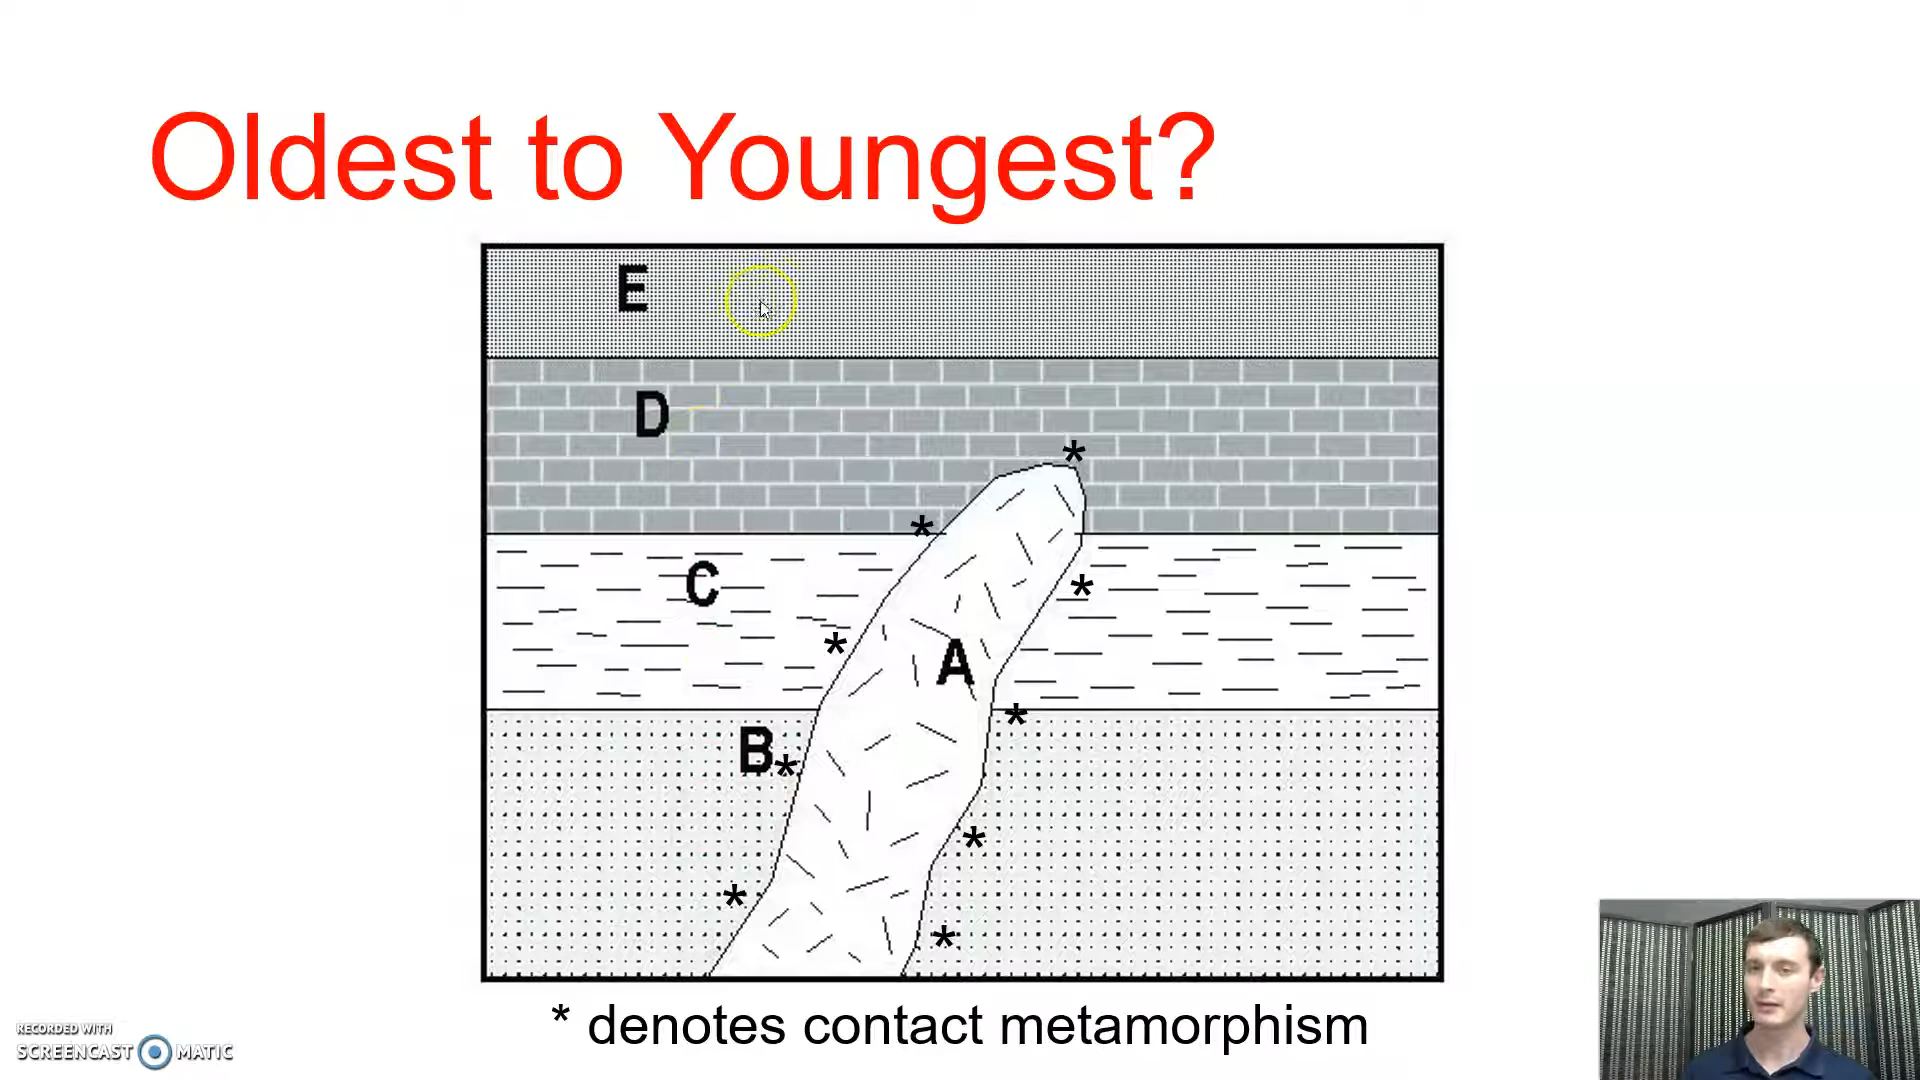 Oldest to Youngest?
E
D
*
*
C
*
*
A
*
B*
*
*
*
* denotes contact metamorphism
RECORDED WITH
SCREENCAST MATIC